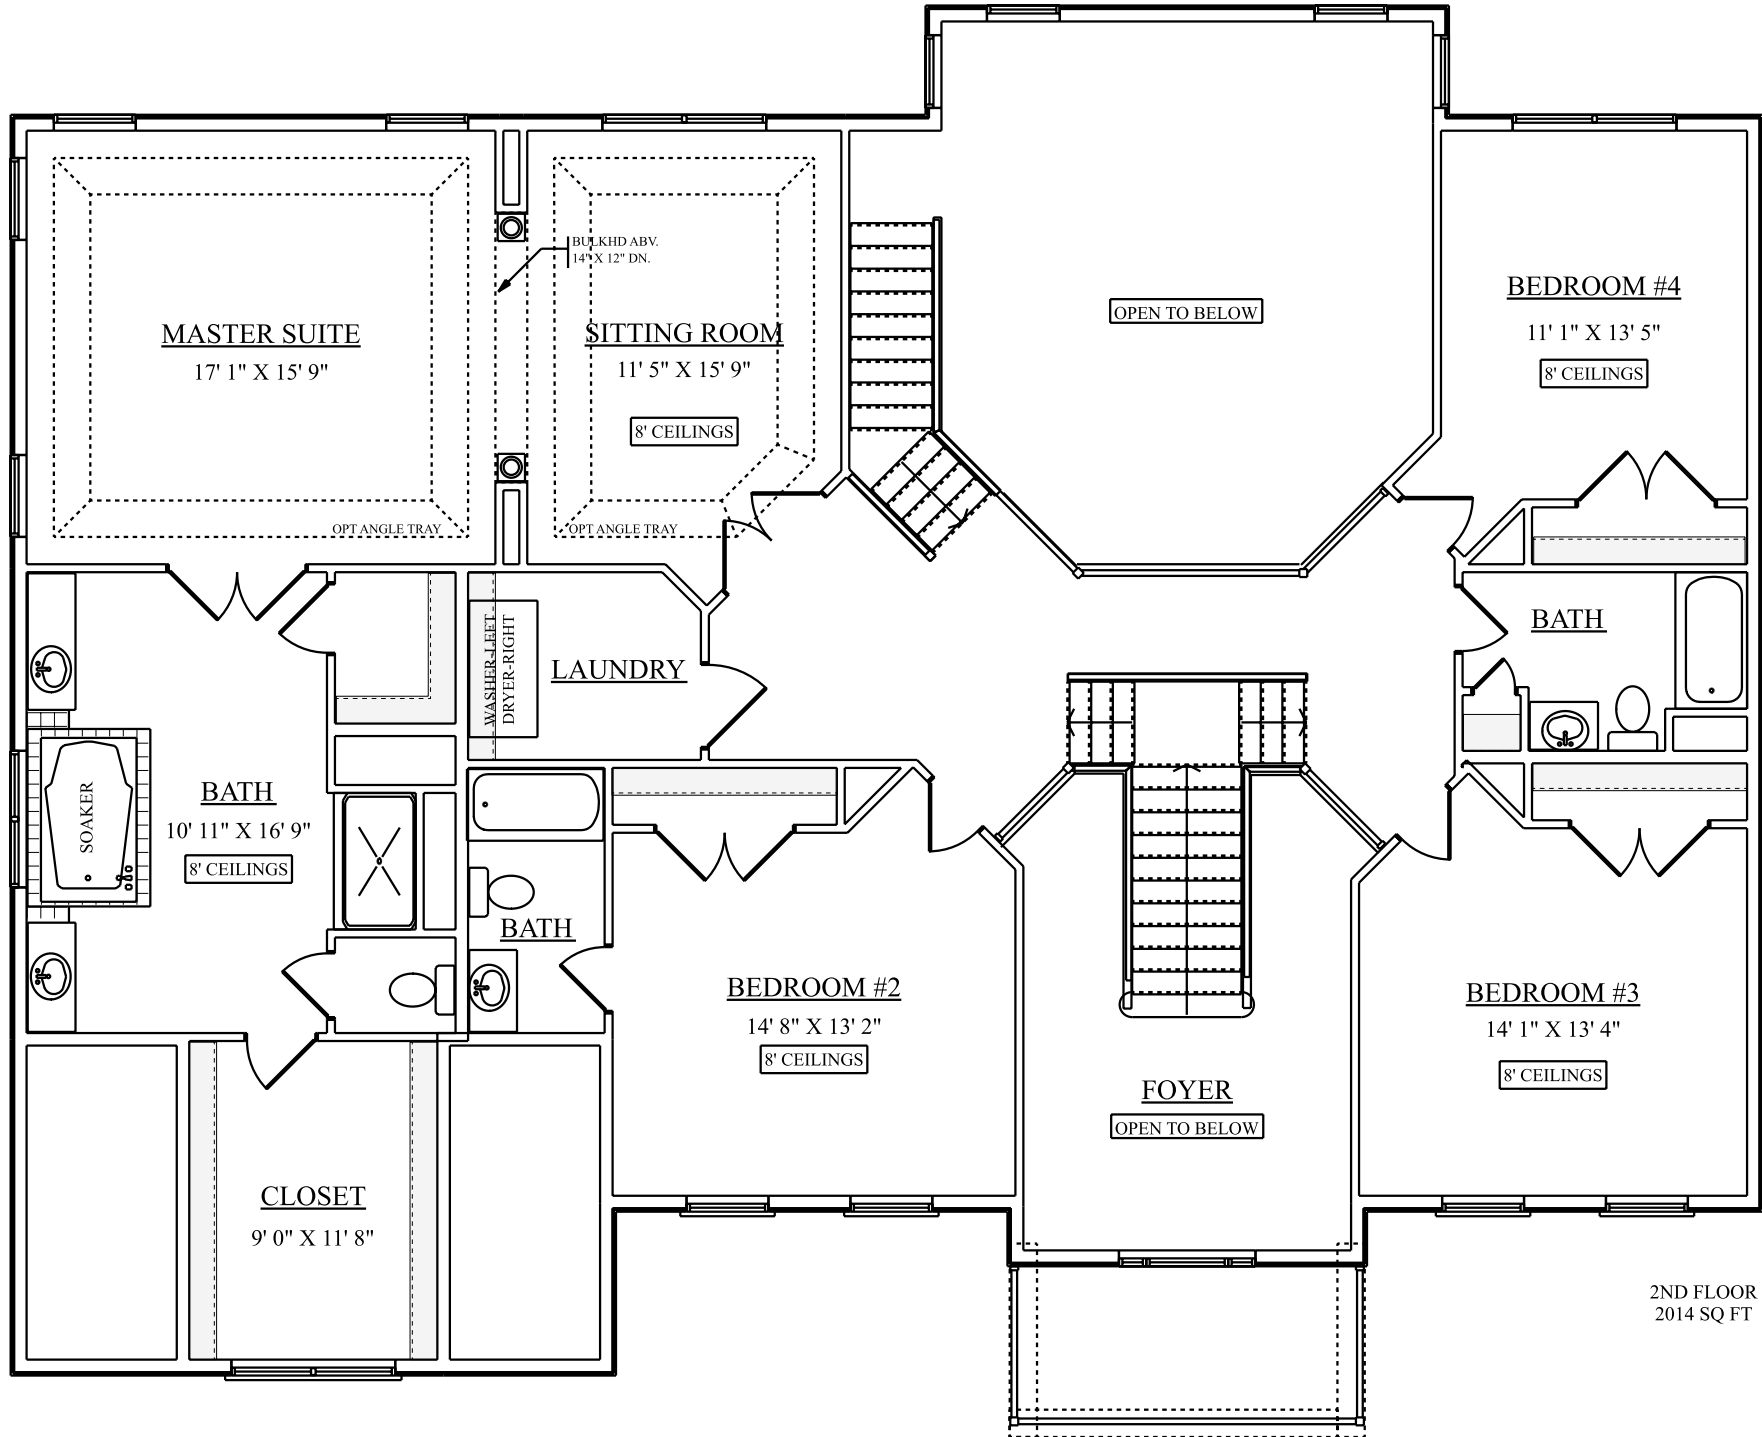 BULKHD ABV.
14" X 12" DN.
MASTER SUITE
17' 1" X 15' 9"
OPT ANGLE TRAY
SITTING ROOM
11' 5" X 15' 9"
8' CEILINGS
OPT ANGLE TRAY
OPEN TO BELOW
BEDROOM #4
11' 1" X 13' 5"
8' CEILINGS
BATH
LAUNDRY
WASHER-LEFT
DRYER-RIGHT
SOAKER
BATH
10' 11" X 16' 9"
8' CEILINGS
BATH
BEDROOM #2
14' 8" X 13' 2"
8' CEILINGS
FOYER
OPEN TO BELOW
BEDROOM #3
14' 1" X 13' 4"
8' CEILINGS
CLOSET
9' 0" X 11' 8"
2ND FLOOR
2014 SQ FT